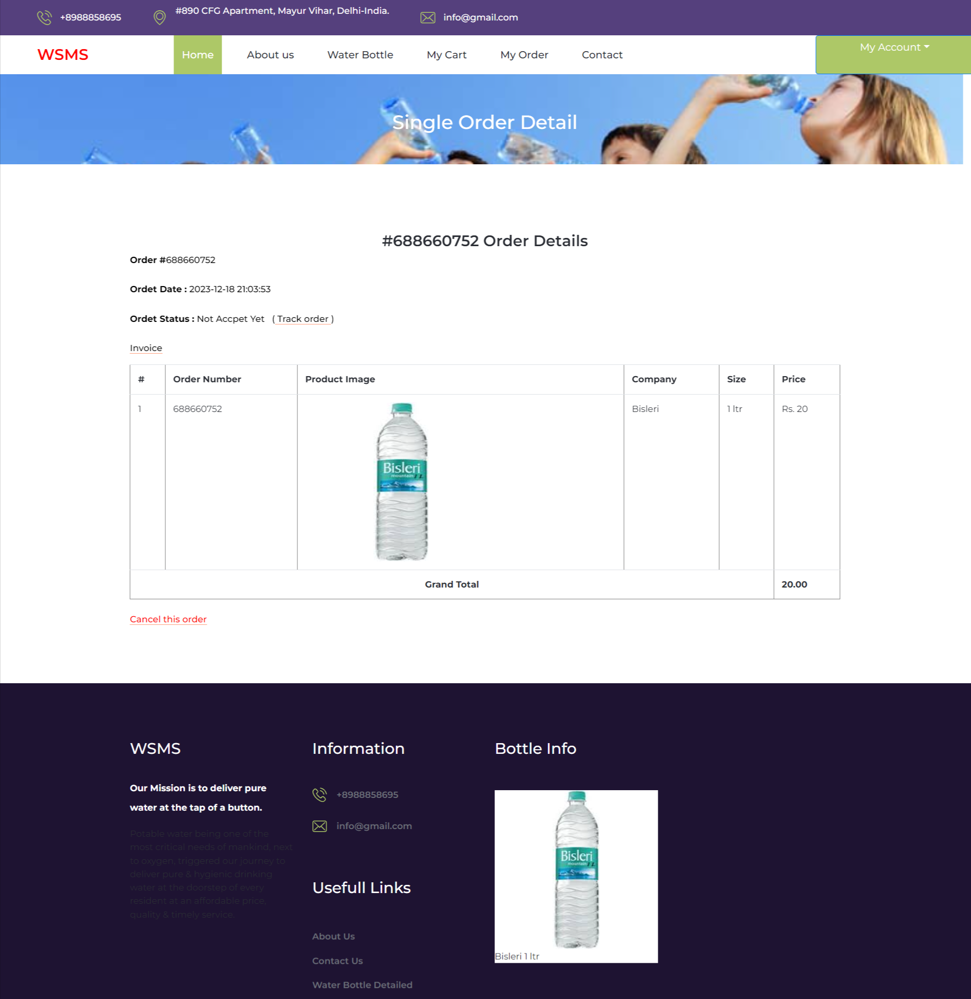 +8988858695
#890 CFG Apartment, Mayur Vihar, Delhi-India.
info@gmail.com
WSMS
Home
About us
Water Bottle
My Cart
My Order
Contact
My Account
Single Order Detail
#688660752 Order Details
Order #688660752
Ordet Date : 2023-12-18 21:03:53
Ordet Status : Not Accpet Yet ( Track order )
Invoice
# Order Number Product Image Company Size Price
1 688660752 Bisleri 1 ltr Rs. 20
Bisleri
mountain 1 L
Grand Total 20.00
Cancel this order
WSMS
Our Mission is to deliver pure
water at the tap of a button.
Potable water being one of the
most critical needs of mankind, next
to oxygen, triggered our journey to
deliver pure & hygienic drinking
water at the doorstep of every
resident at an affordable price,
quality & timely service.
Information
+8988858695
info@gmail.com
Usefull Links
About Us
Contact Us
Water Bottle Detailed
Bottle Info
Bisleri
mountain 1 L
Bisleri 1 ltr